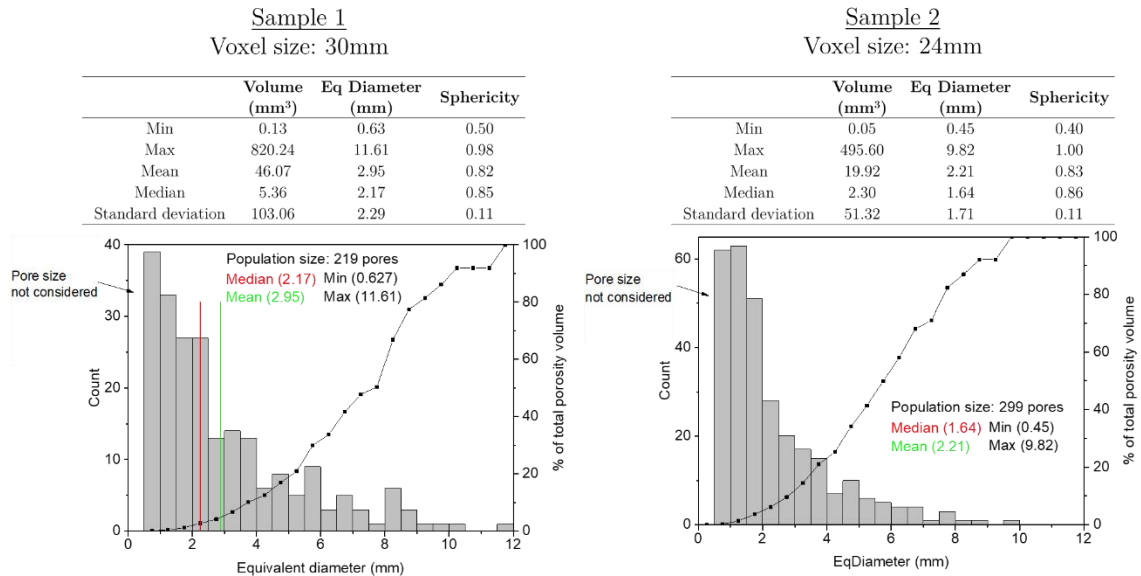 Sample 1
Voxel size: 30mm
Volume (mm³) Eq Diameter (mm) Sphericity
Min 0.13 0.63 0.50
Max 820.24 11.61 0.98
Mean 46.07 2.95 0.82
Median 5.36 2.17 0.85
Standard deviation 103.06 2.29 0.11
Pore size
not considered
Population size: 219 pores
Median (2.17) Min (0.627)
Mean (2.95) Max (11.61)
Count
40
30
20
10
0
% of total porosity volume
100
80
60
40
20
0
0 2 4 6 8 10 12
Equivalent diameter (mm)
Sample 2
Voxel size: 24mm
Volume (mm³) Eq Diameter (mm) Sphericity
Min 0.05 0.45 0.40
Max 495.60 9.82 1.00
Mean 19.92 2.21 0.83
Median 2.30 1.64 0.86
Standard deviation 51.32 1.71 0.11
Pore size
not considered
Population size: 299 pores
Median (1.64) Min (0.45)
Mean (2.21) Max (9.82)
Count
60
40
20
0
% of total porosity volume
100
80
60
40
20
0
0 2 4 6 8 10 12
EqDiameter (mm)